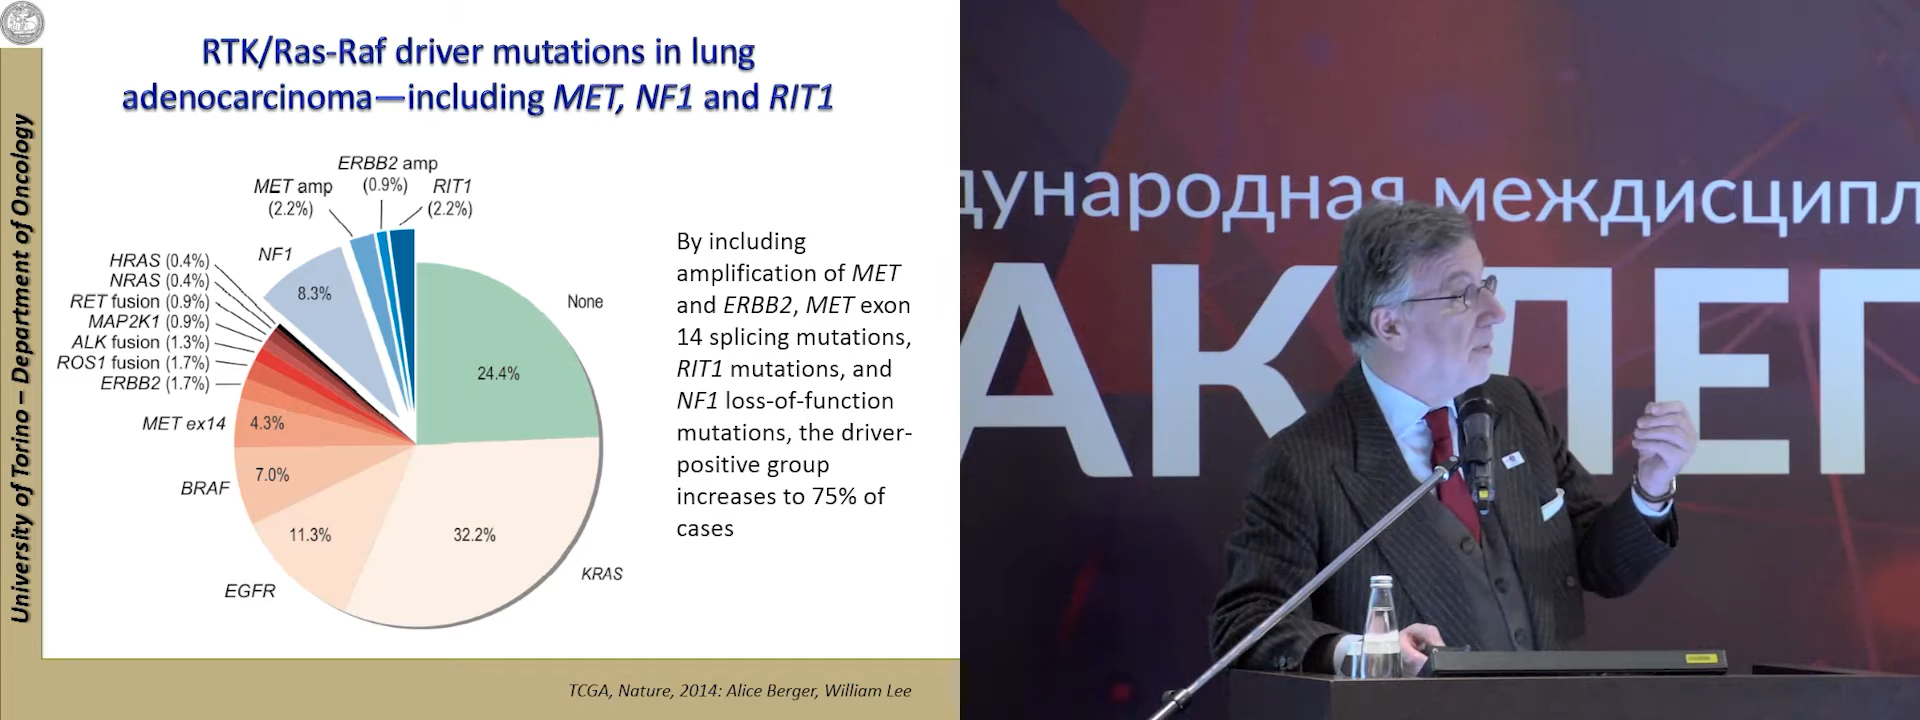 University of Torino – Department of Oncology
RTK/Ras-Raf driver mutations in lung
adenocarcinoma—including MET, NF1 and RIT1
ERBB2 amp
(0.9%)
MET amp
(2.2%)
RIT1
(2.2%)
NF1
8.3%
HRAS (0.4%)
NRAS (0.4%)
RET fusion (0.9%)
MAP2K1 (0.9%)
ALK fusion (1.3%)
ROS1 fusion (1.7%)
ERBB2 (1.7%)
MET ex14
4.3%
BRAF
7.0%
EGFR
11.3%
32.2%
KRAS
24.4%
None
By including
amplification of MET
and ERBB2, MET exon
14 splicing mutations,
RIT1 mutations, and
NF1 loss-of-function
mutations, the driver-
positive group
increases to 75% of
cases
TCGA, Nature, 2014: Alice Berger, William Lee
дународная междисципл